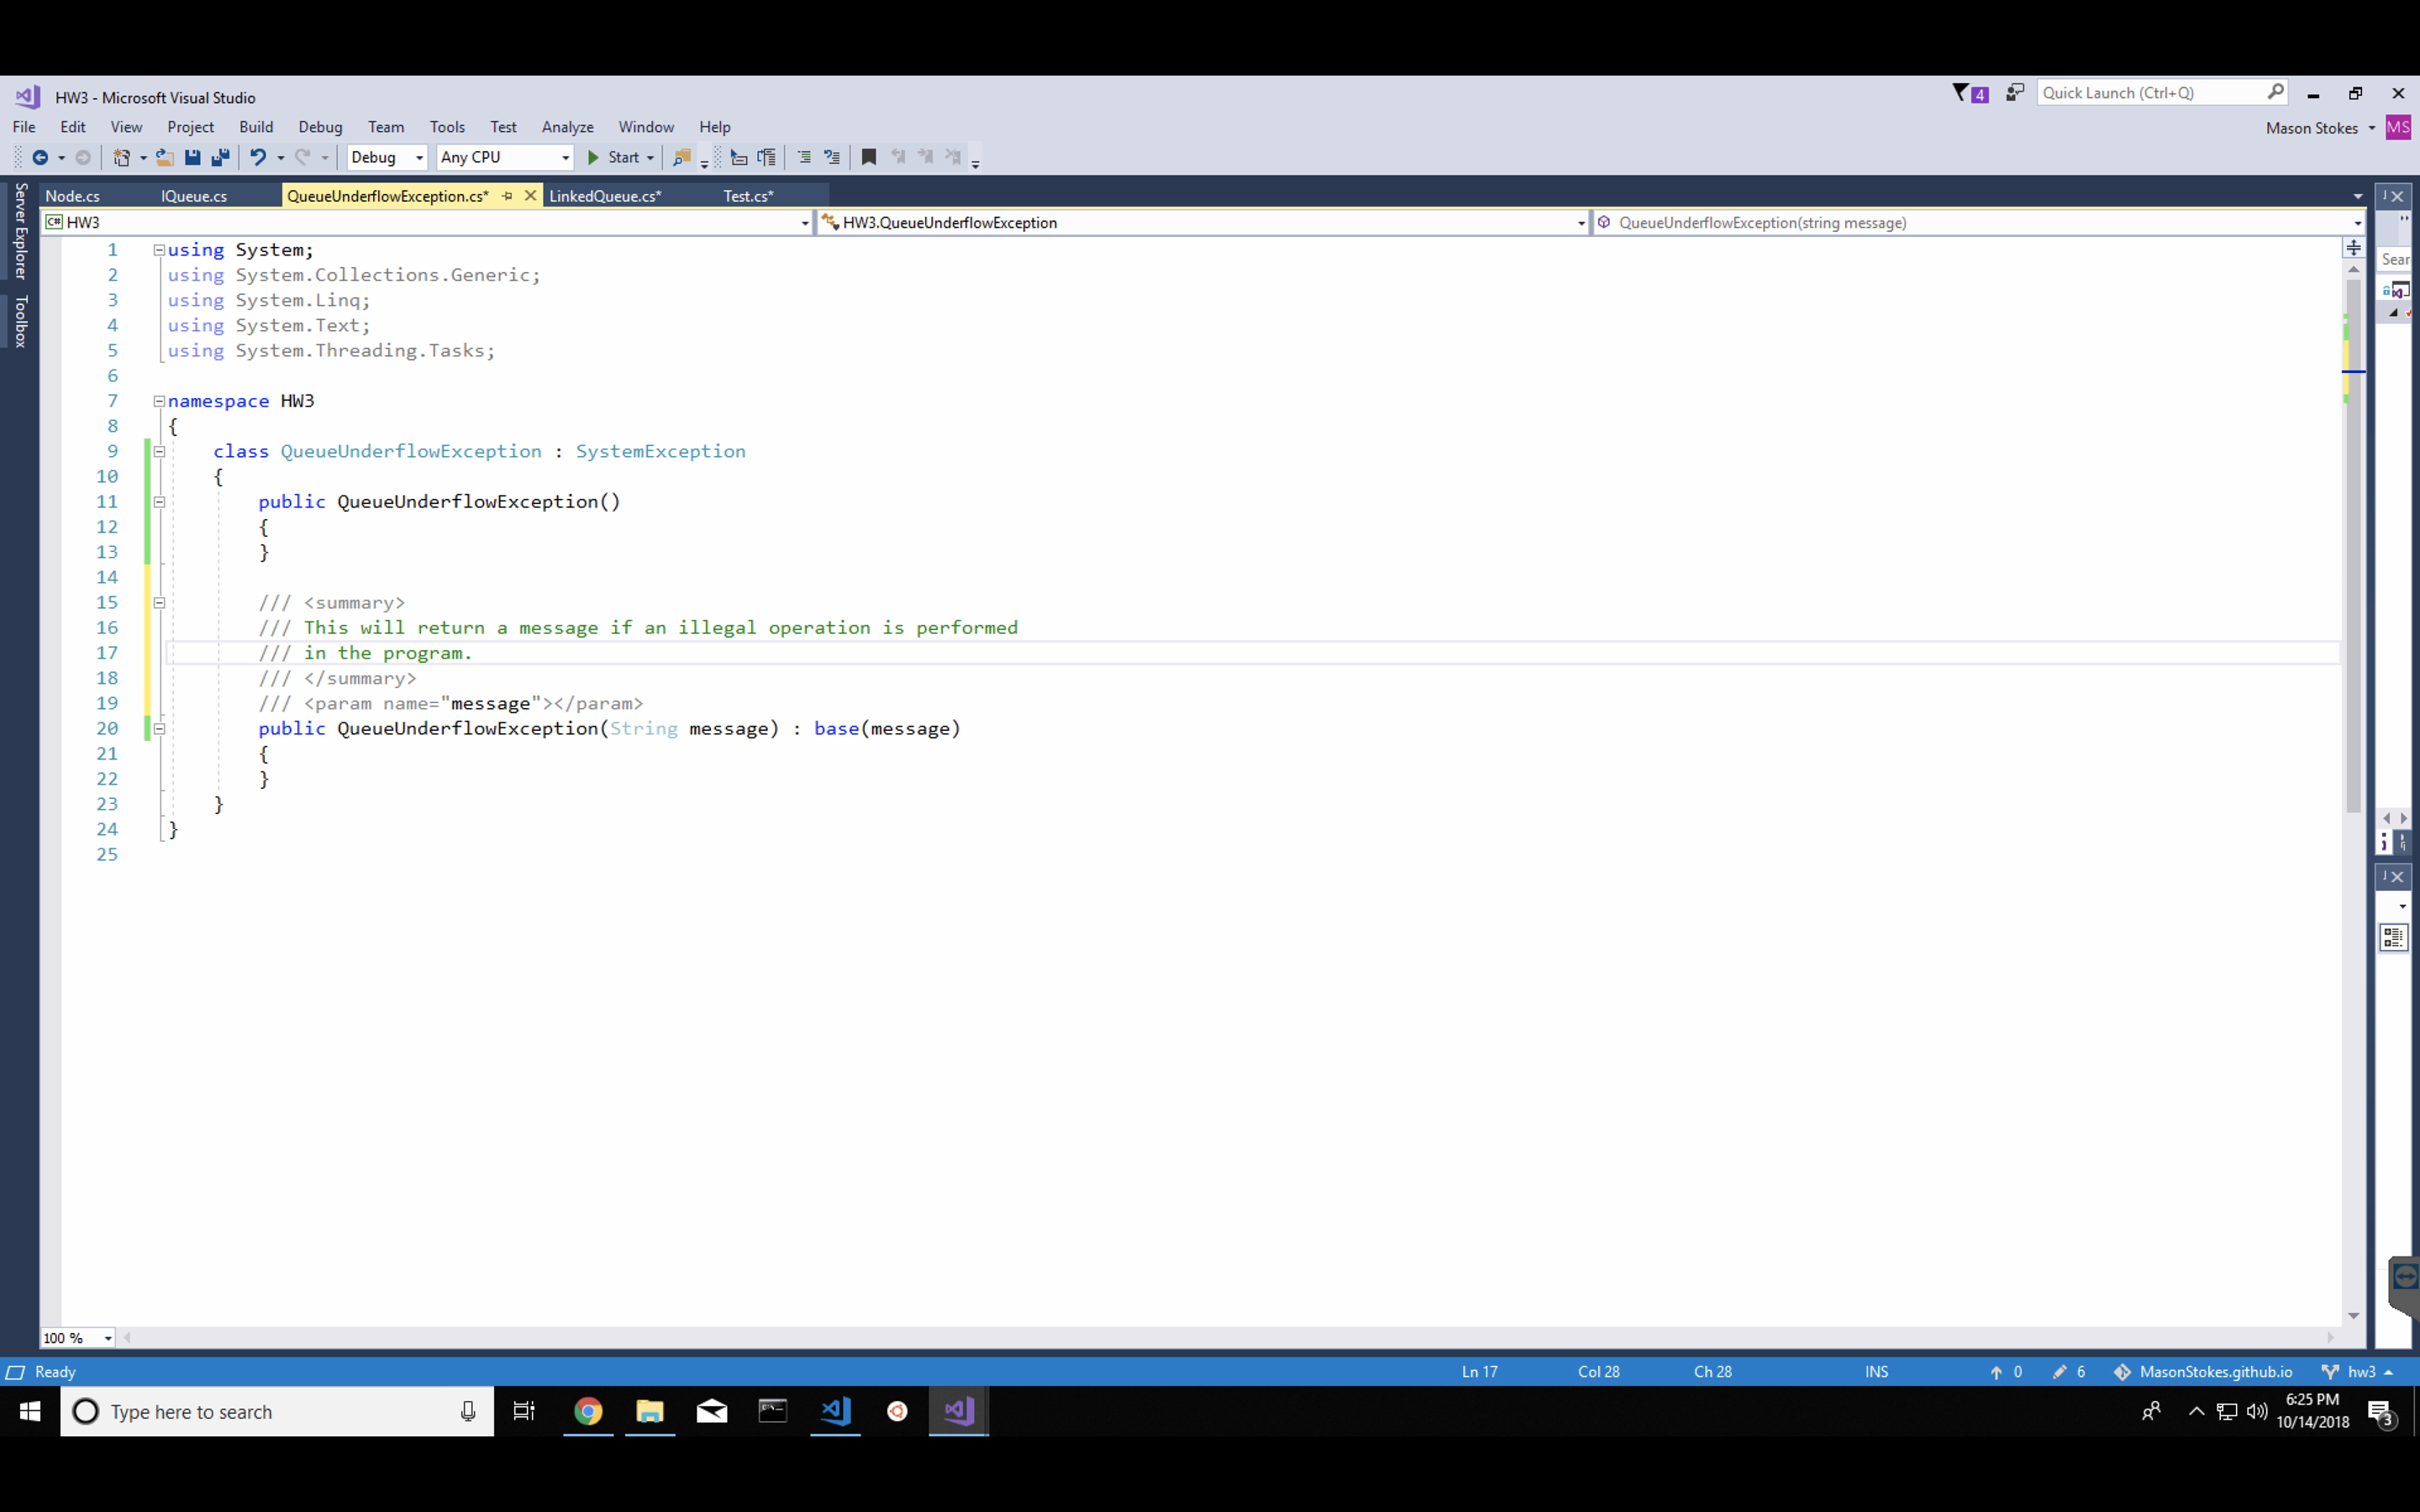 HW3 - Microsoft Visual Studio
4
Quick Launch (Ctrl+Q)
File Edit View Project Build Debug Team Tools Test Analyze Window Help
Mason Stokes MS
Debug Any CPU Start
Server Explorer
Toolbox
Node.cs IQueue.cs QueueUnderflowException.cs* LinkedQueue.cs* Test.cs*
C# HW3 HW3.QueueUnderflowException QueueUnderflowException(string message)
Sear
1 using System;
2 using System.Collections.Generic;
3 using System.Linq;
4 using System.Text;
5 using System.Threading.Tasks;
6
7 namespace HW3
8 {
9 class QueueUnderflowException : SystemException
10 {
11 public QueueUnderflowException()
12 {
13 }
14
15 /// <summary>
16 /// This will return a message if an illegal operation is performed
17 /// in the program.
18 /// </summary>
19 /// <param name="message"></param>
20 public QueueUnderflowException(String message) : base(message)
21 {
22 }
23 }
24 }
25
100 %
Ready Ln 17 Col 28 Ch 28 INS 0 6 MasonStokes.github.io hw3
Type here to search
6:25 PM
10/14/2018
3